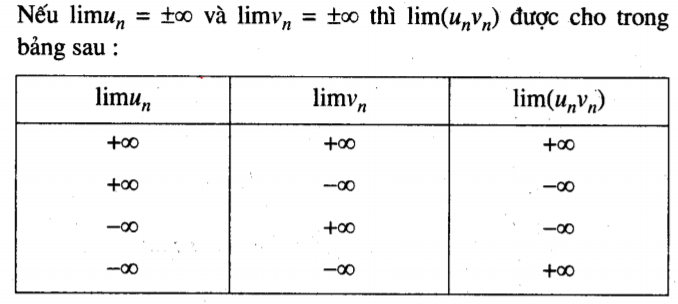 Nếu limuₙ = ±∞ và limvₙ = ±∞ thì lim(uₙvₙ) được cho trong
bảng sau :
limuₙ limvₙ lim(uₙvₙ)
+∞ +∞ +∞
+∞ −∞ −∞
−∞ +∞ −∞
−∞ −∞ +∞